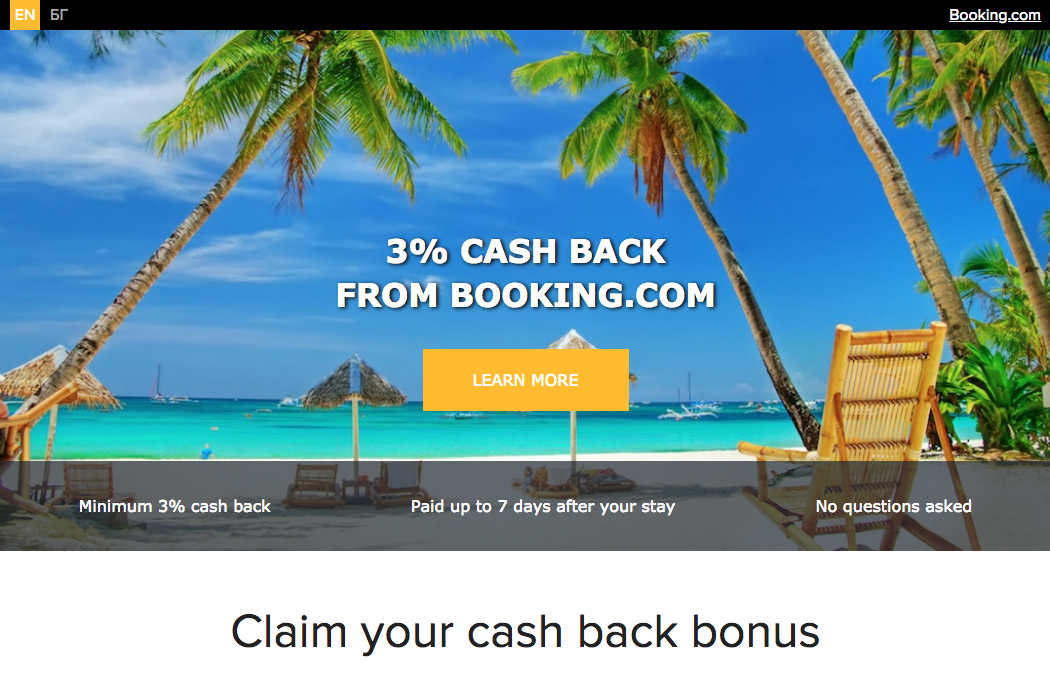 EN БГ Booking.com
3% CASH BACK
FROM BOOKING.COM
LEARN MORE
Minimum 3% cash back Paid up to 7 days after your stay No questions asked
Claim your cash back bonus